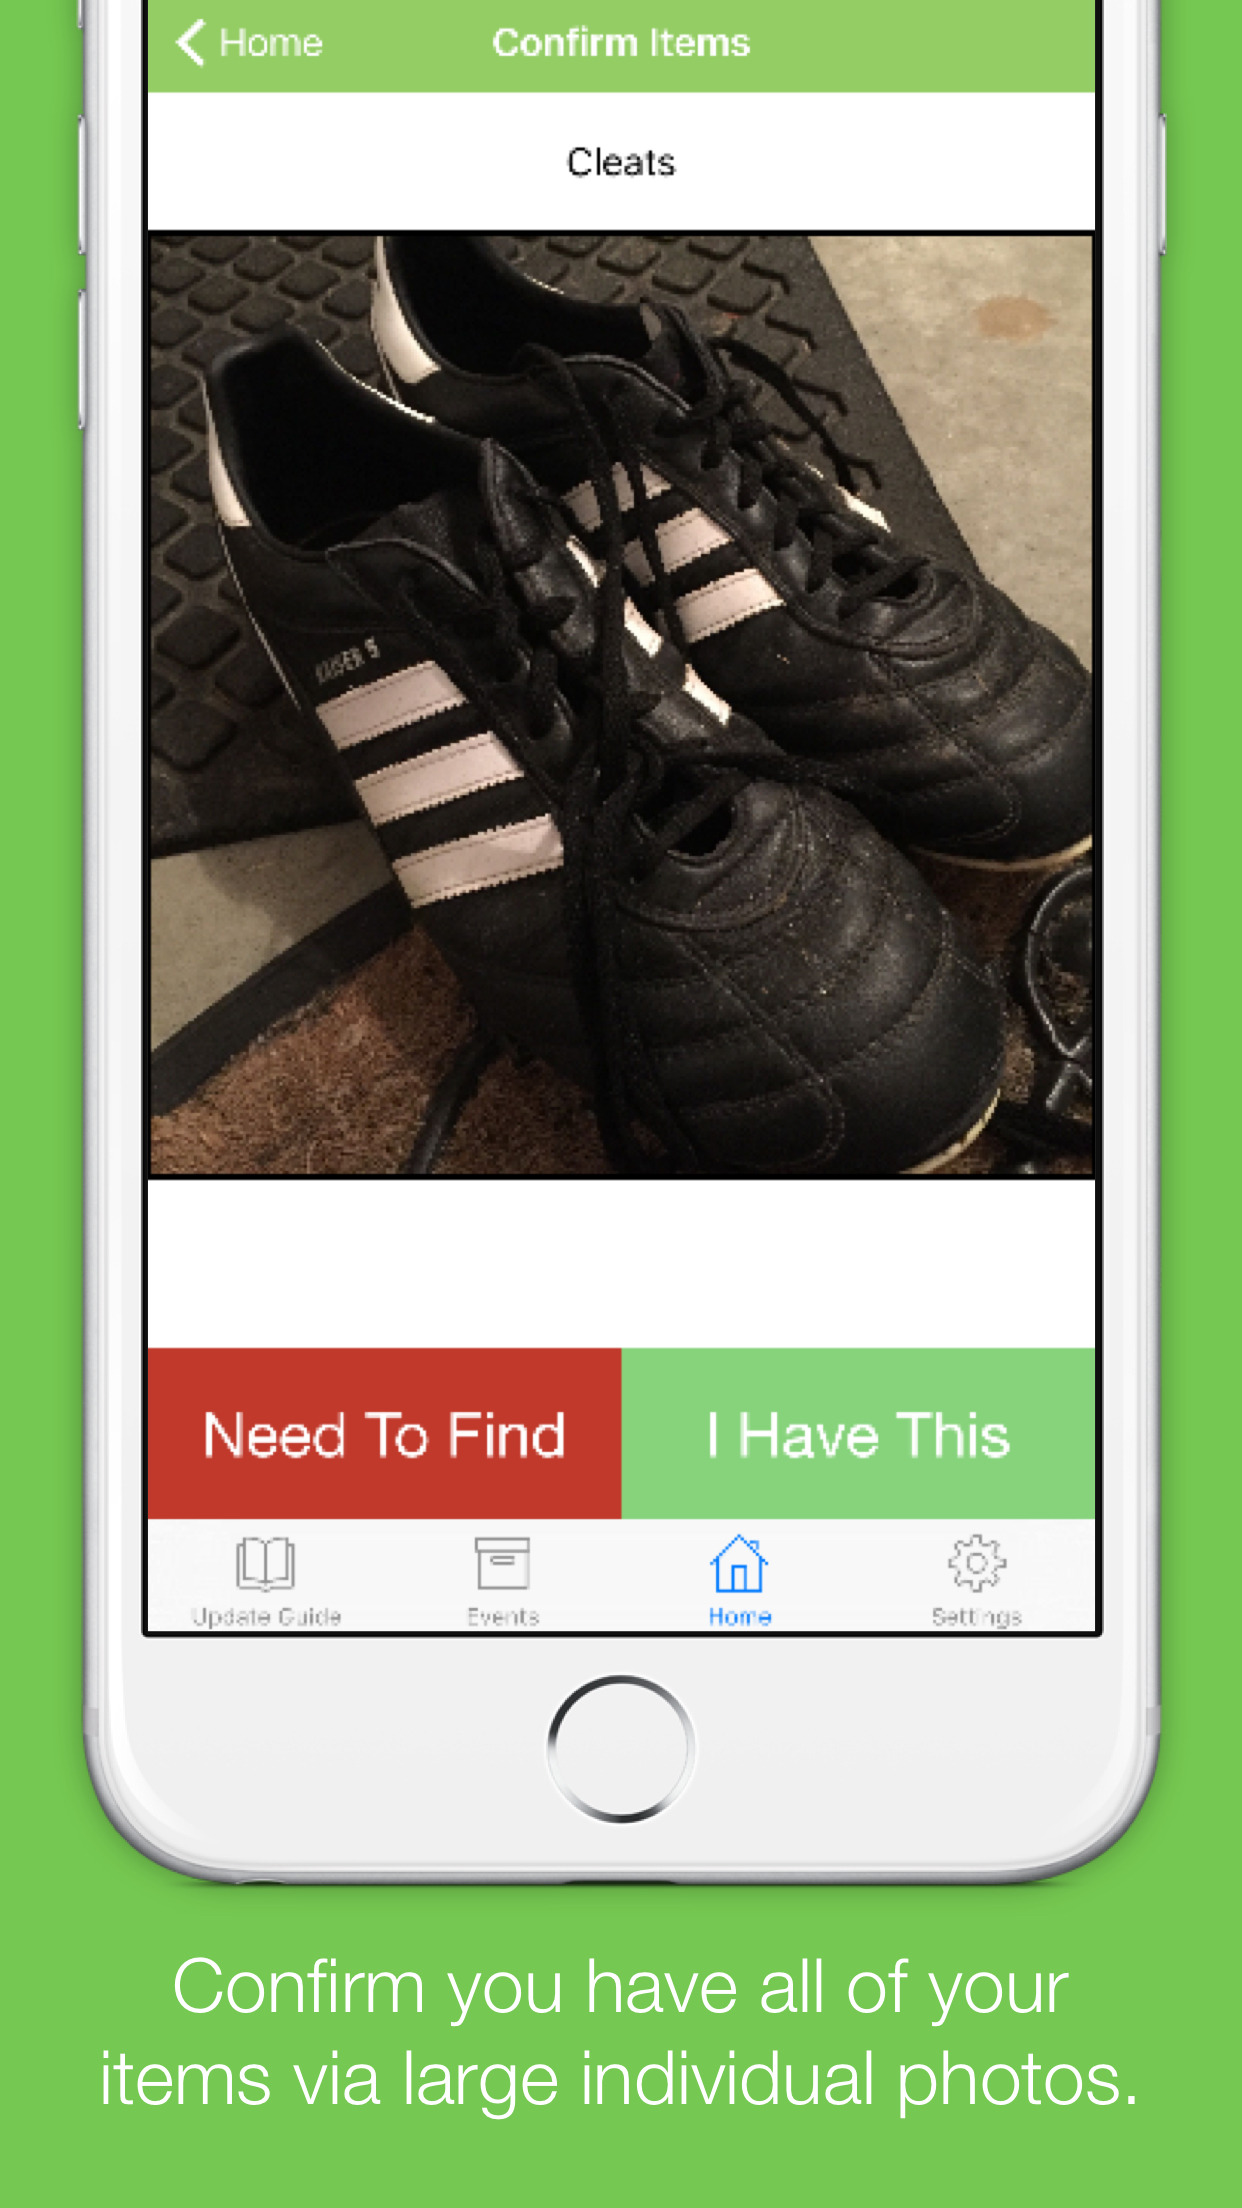 Home
Confirm Items
Cleats
KAISER 5
Need To Find
I Have This
Update Guide
Events
Home
Settings
Confirm you have all of your
items via large individual photos.